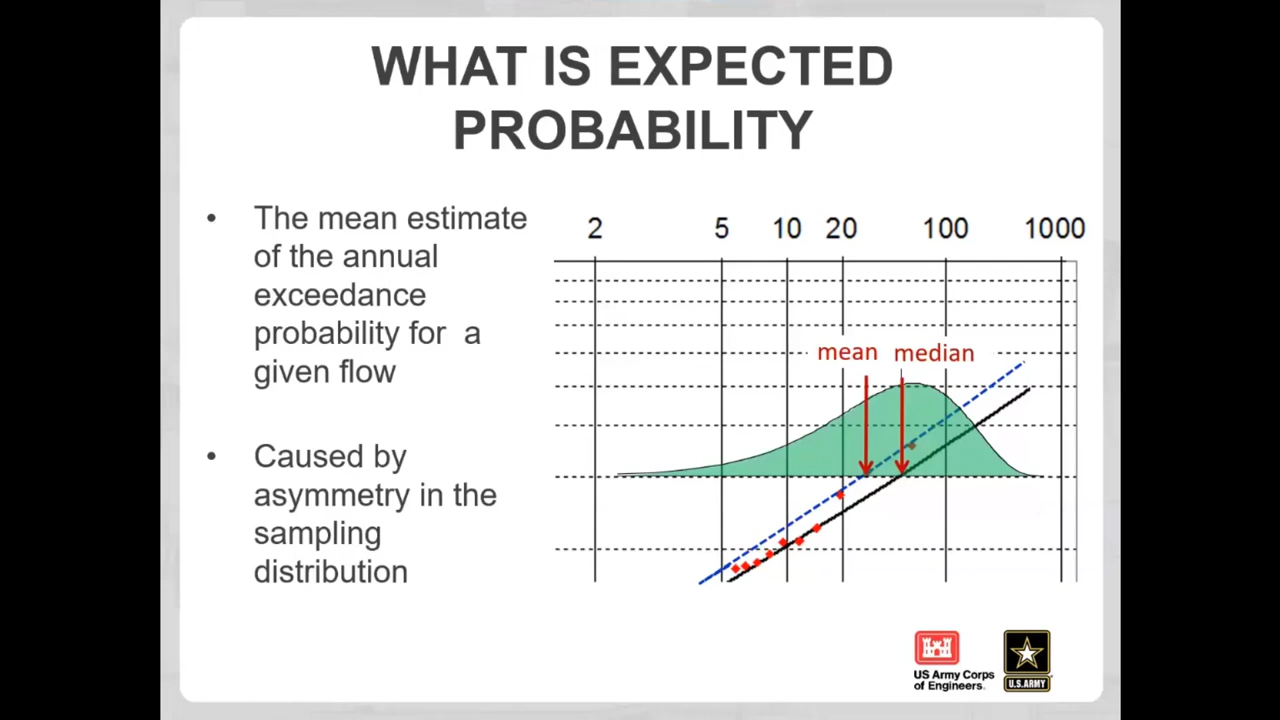 WHAT IS EXPECTED
PROBABILITY
• The mean estimate
of the annual
exceedance
probability for a
given flow
• Caused by
asymmetry in the
sampling
distribution
2 5 10 20 100 1000
mean median
US Army Corps
of Engineers.
U.S.ARMY